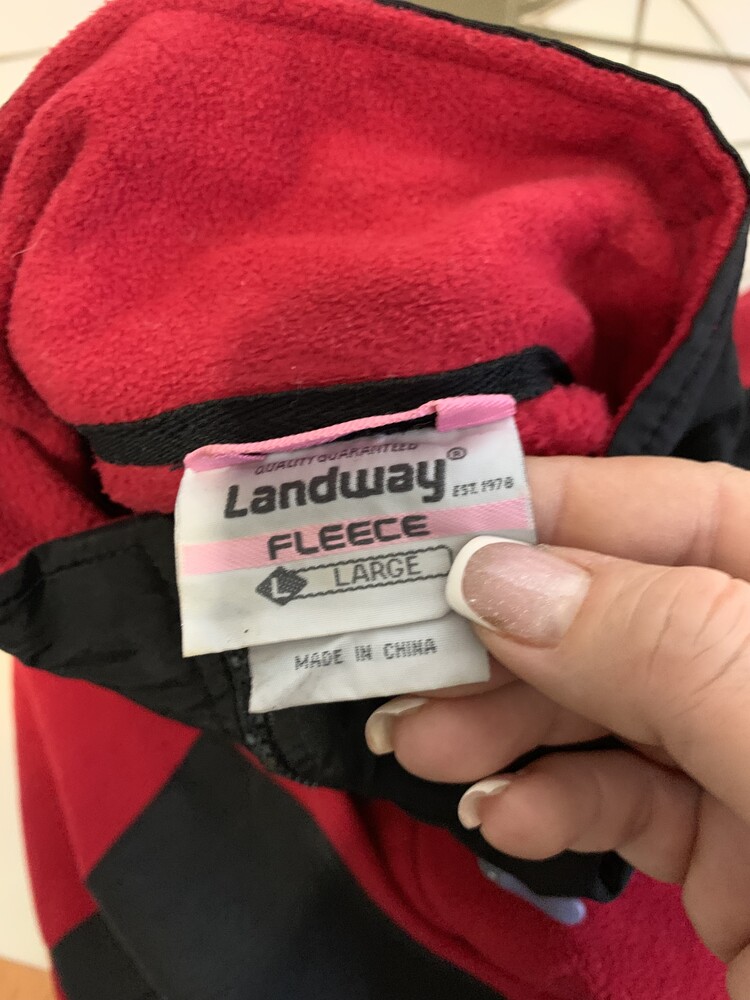 QUALITY GUARANTEED
Landway®
EST. 1978
FLEECE
L LARGE
MADE IN CHINA